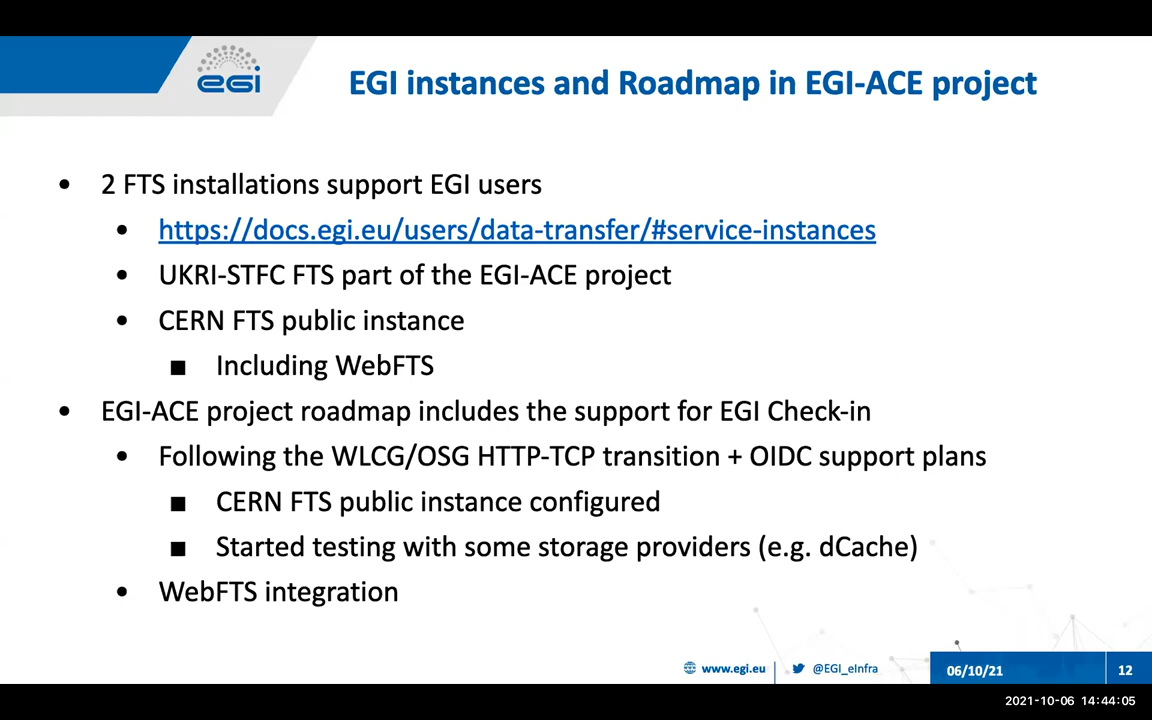 egi
EGI instances and Roadmap in EGI-ACE project
• 2 FTS installations support EGI users
• https://docs.egi.eu/users/data-transfer/#service-instances
• UKRI-STFC FTS part of the EGI-ACE project
• CERN FTS public instance
■ Including WebFTS
• EGI-ACE project roadmap includes the support for EGI Check-in
• Following the WLCG/OSG HTTP-TCP transition + OIDC support plans
■ CERN FTS public instance configured
■ Started testing with some storage providers (e.g. dCache)
• WebFTS integration
www.egi.eu | @EGI_eInfra 06/10/21 12
2021-10-06 14:44:05